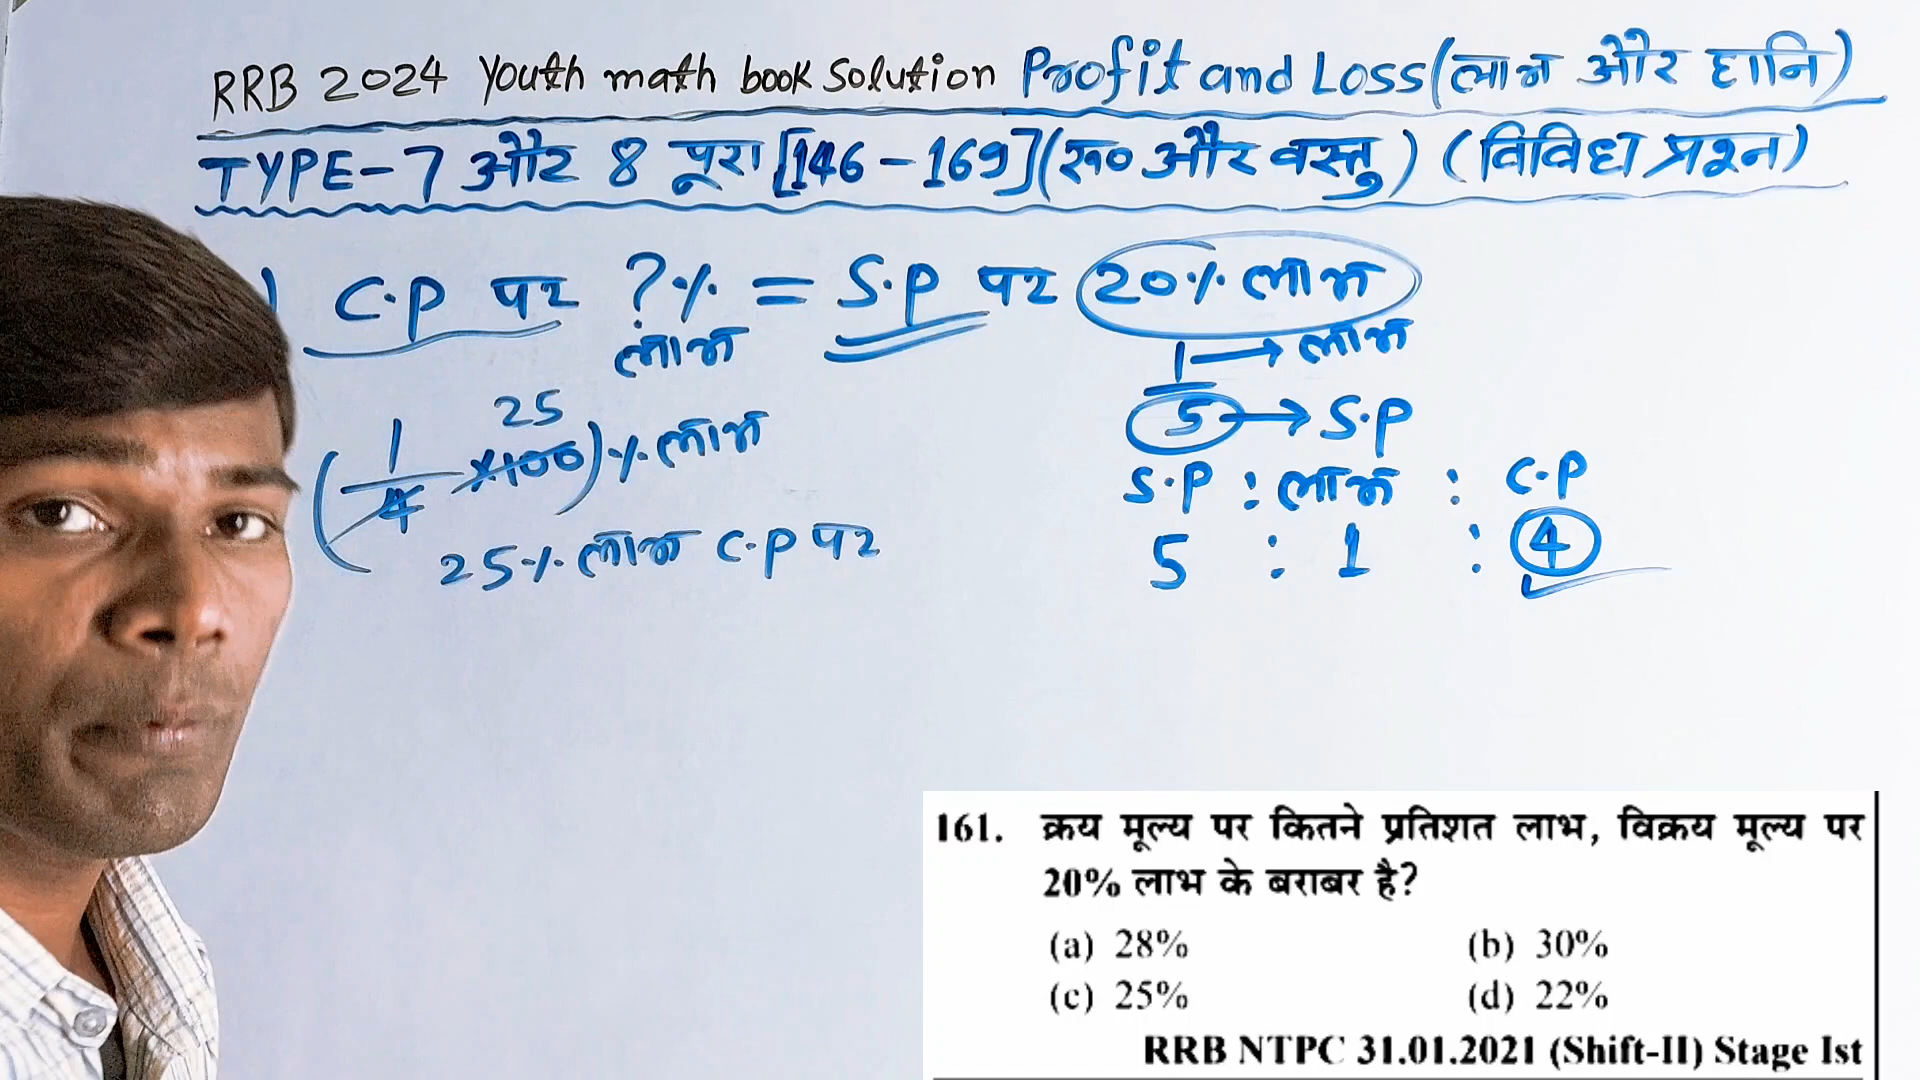 RRB 2024 Youth math book Solution Profit and Loss (लाभ और हानि)
TYPE-7 और 8 पूरा [146-169] (रु० और वस्तु) (विविध प्रश्न)
) C.P पर ?% = S.P पर 20% लाभ
लाभ
1 → लाभ
5 → S.P
25
(1/4 ×100)% लाभ
S.P : लाभ : C.P
25% लाभ C.P पर
5 : 1 : 4
161. क्रय मूल्य पर कितने प्रतिशत लाभ, विक्रय मूल्य पर
20% लाभ के बराबर है?
(a) 28% (b) 30%
(c) 25% (d) 22%
RRB NTPC 31.01.2021 (Shift-II) Stage Ist